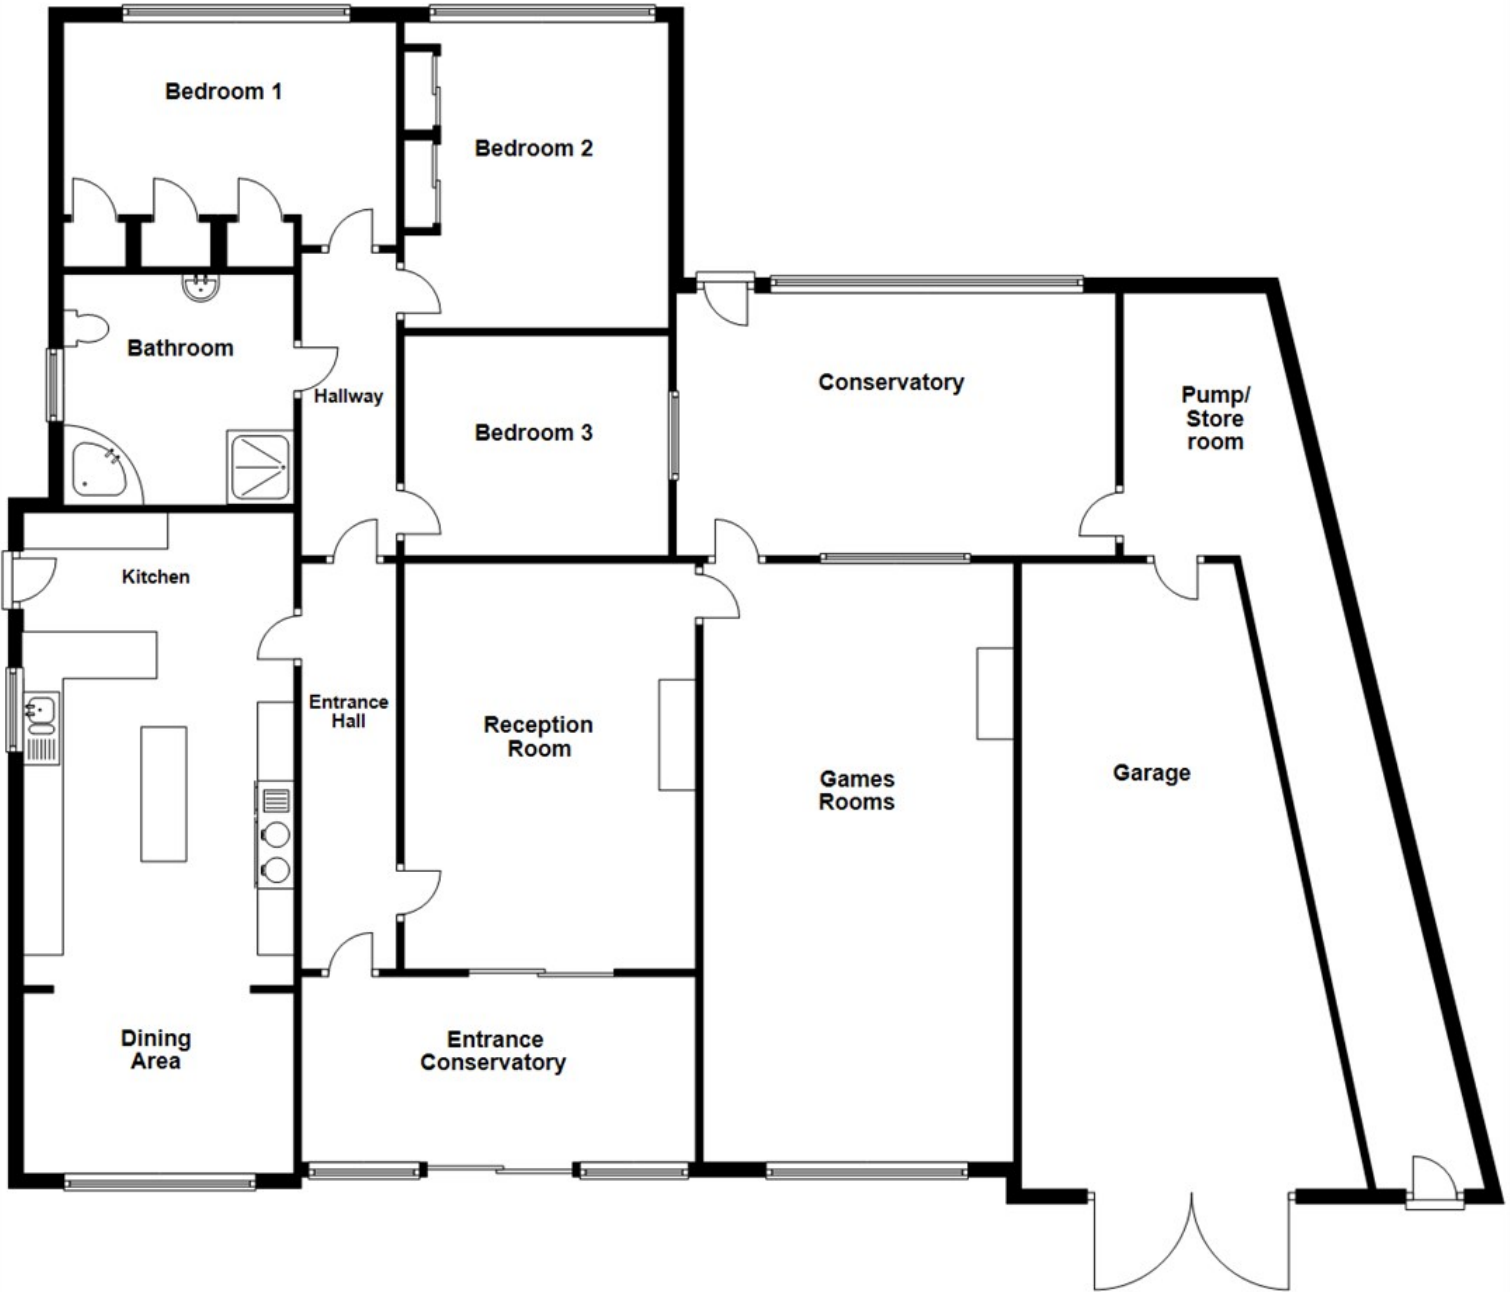 Bedroom 1
Bedroom 2
Bathroom
Hallway
Bedroom 3
Conservatory
Pump/
Store
room
Kitchen
Entrance
Hall
Reception
Room
Games
Rooms
Garage
Dining
Area
Entrance
Conservatory